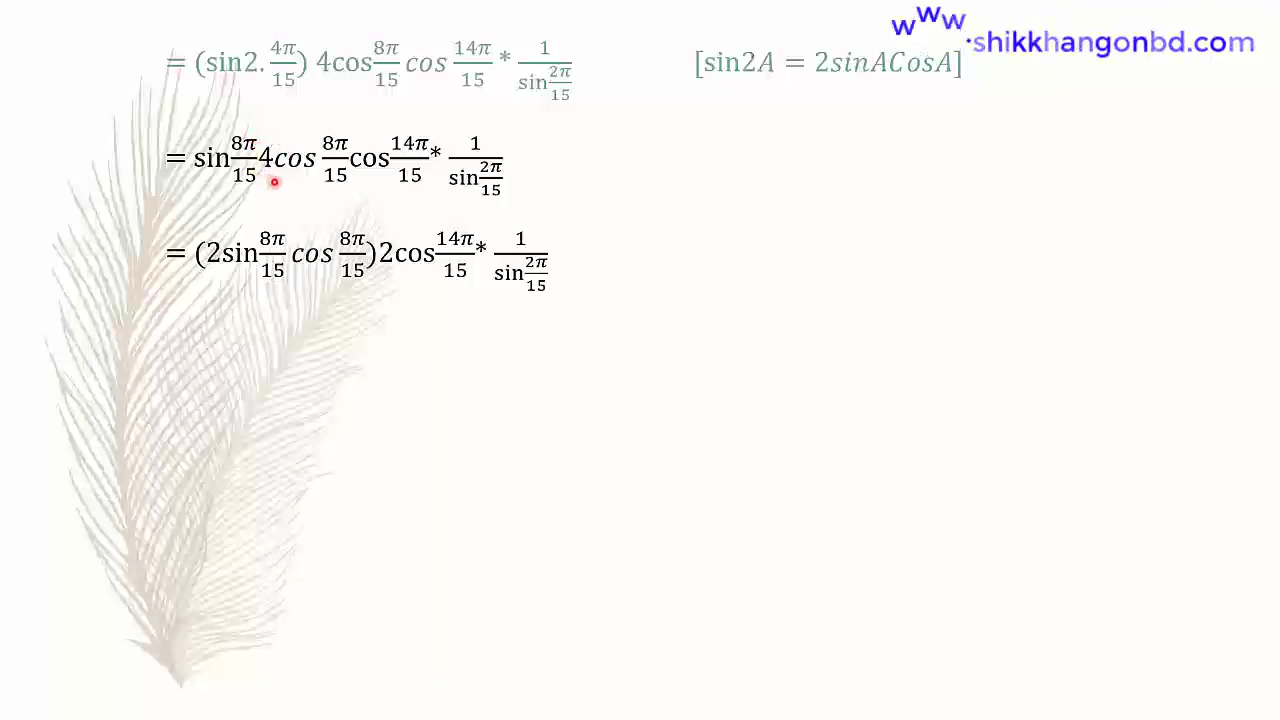 www.shikkhangonbd.com
= (sin2.4π/15) 4cos8π/15 cos 14π/15 * 1/sin2π/15 [sin2A = 2sinACosA]
= sin8π/15 4cos 8π/15 cos14π/15 * 1/sin2π/15
= (2sin8π/15 cos 8π/15)2cos14π/15 * 1/sin2π/15